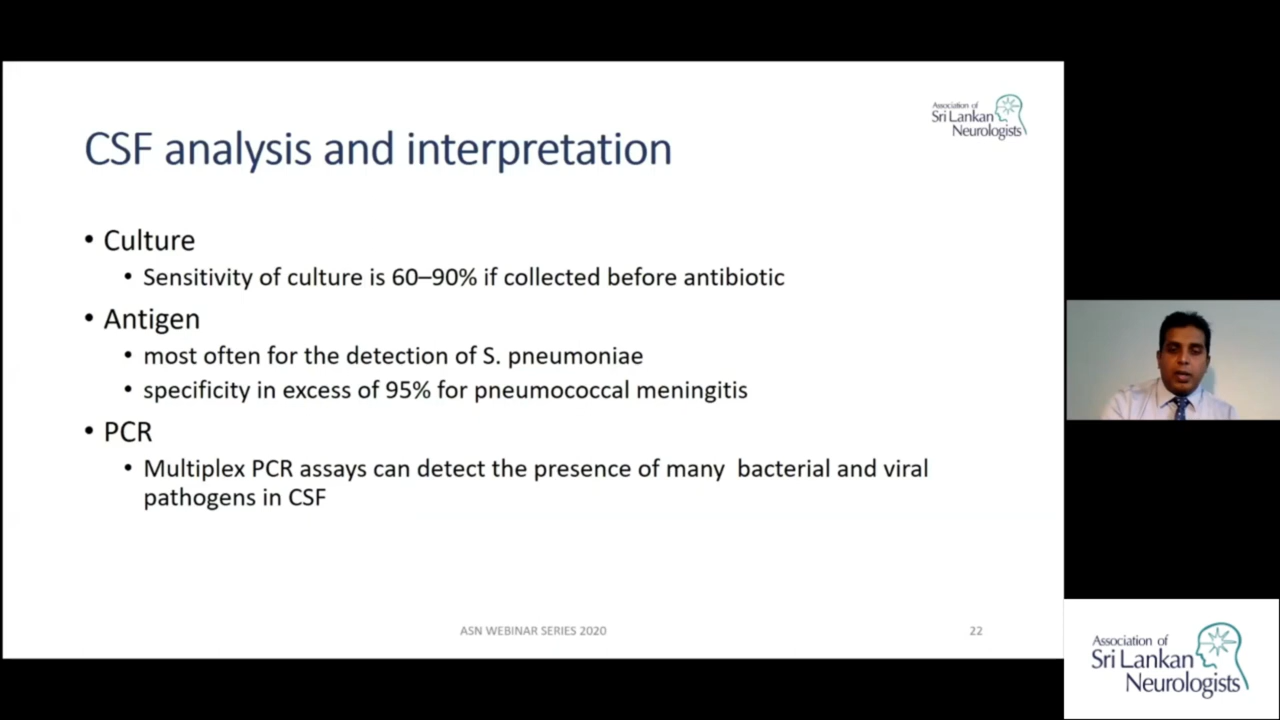 Association of
Sri Lankan
Neurologists
CSF analysis and interpretation
• Culture
• Sensitivity of culture is 60–90% if collected before antibiotic
• Antigen
• most often for the detection of S. pneumoniae
• specificity in excess of 95% for pneumococcal meningitis
• PCR
• Multiplex PCR assays can detect the presence of many bacterial and viral
pathogens in CSF
ASN WEBINAR SERIES 2020
22
Association of
Sri Lankan
Neurologists